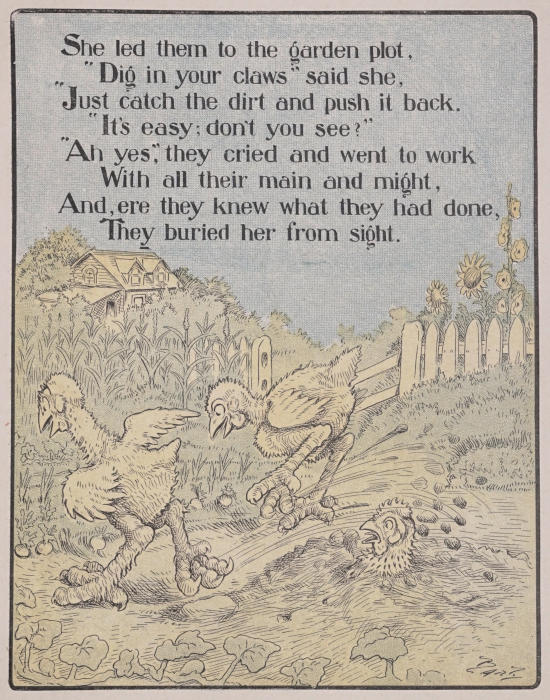 She led them to the garden plot,
"Dig in your claws" said she,
"Just catch the dirt and push it back.
"It's easy; don't you see?"
"Ah yes," they cried and went to work
With all their main and might,
And, ere they knew what they had done,
They buried her from sight.